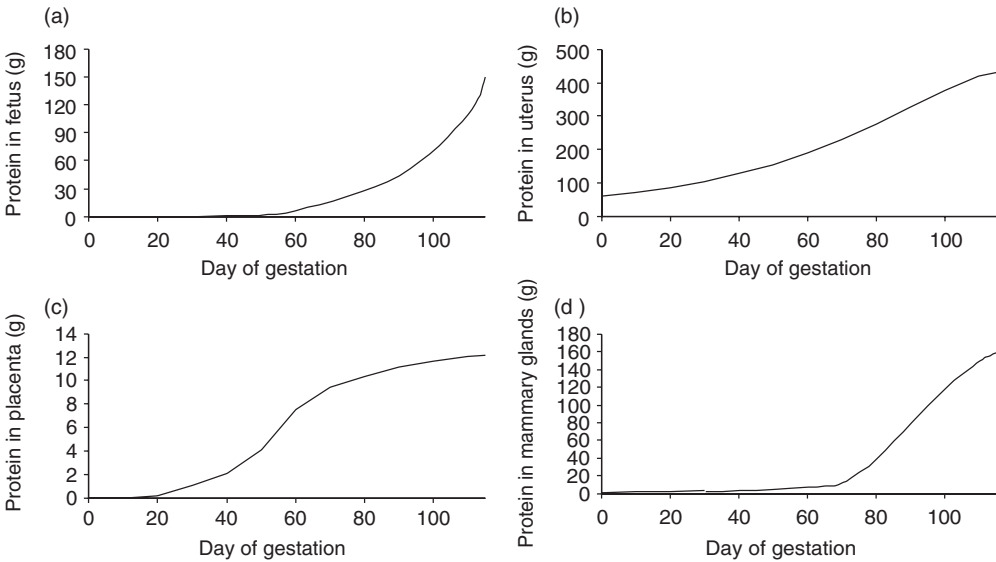 (a)
Protein in fetus (g)
180
150
120
90
60
30
0
0 20 40 60 80 100
Day of gestation
(b)
Protein in uterus (g)
500
400
300
200
100
0
0 20 40 60 80 100
Day of gestation
(c)
Protein in placenta (g)
14
12
10
8
6
4
2
0
0 20 40 60 80 100
Day of gestation
(d )
Protein in mammary glands (g)
180
160
140
120
100
80
60
40
20
0
0 20 40 60 80 100
Day of gestation